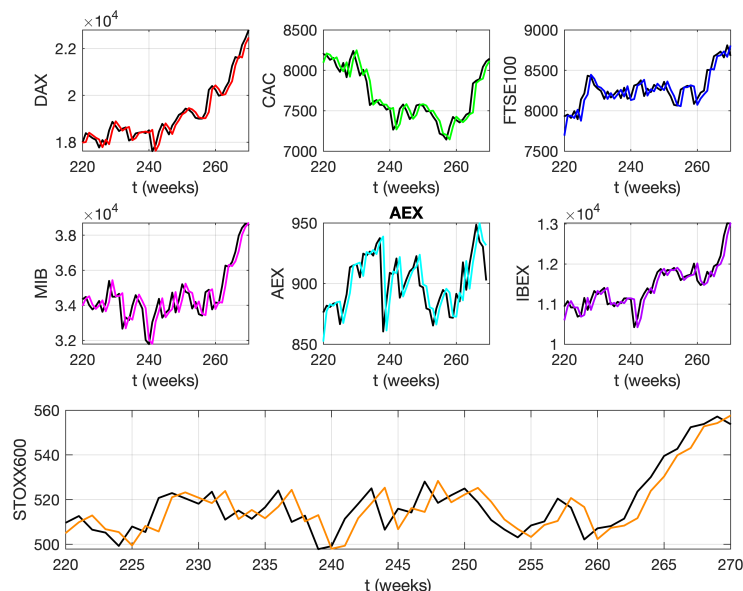 ×10⁴
2.2
2
1.8
DAX
220 240 260
t (weeks)
8500
8000
7500
7000
CAC
220 240 260
t (weeks)
9000
8500
8000
7500
FTSE100
220 240 260
t (weeks)
×10⁴
3.8
3.6
3.4
3.2
MIB
220 240 260
t (weeks)
AEX
950
900
850
AEX
220 240 260
t (weeks)
×10⁴
1.3
1.2
1.1
1
IBEX
220 240 260
t (weeks)
560
540
520
500
STOXX600
220 225 230 235 240 245 250 255 260 265 270
t (weeks)